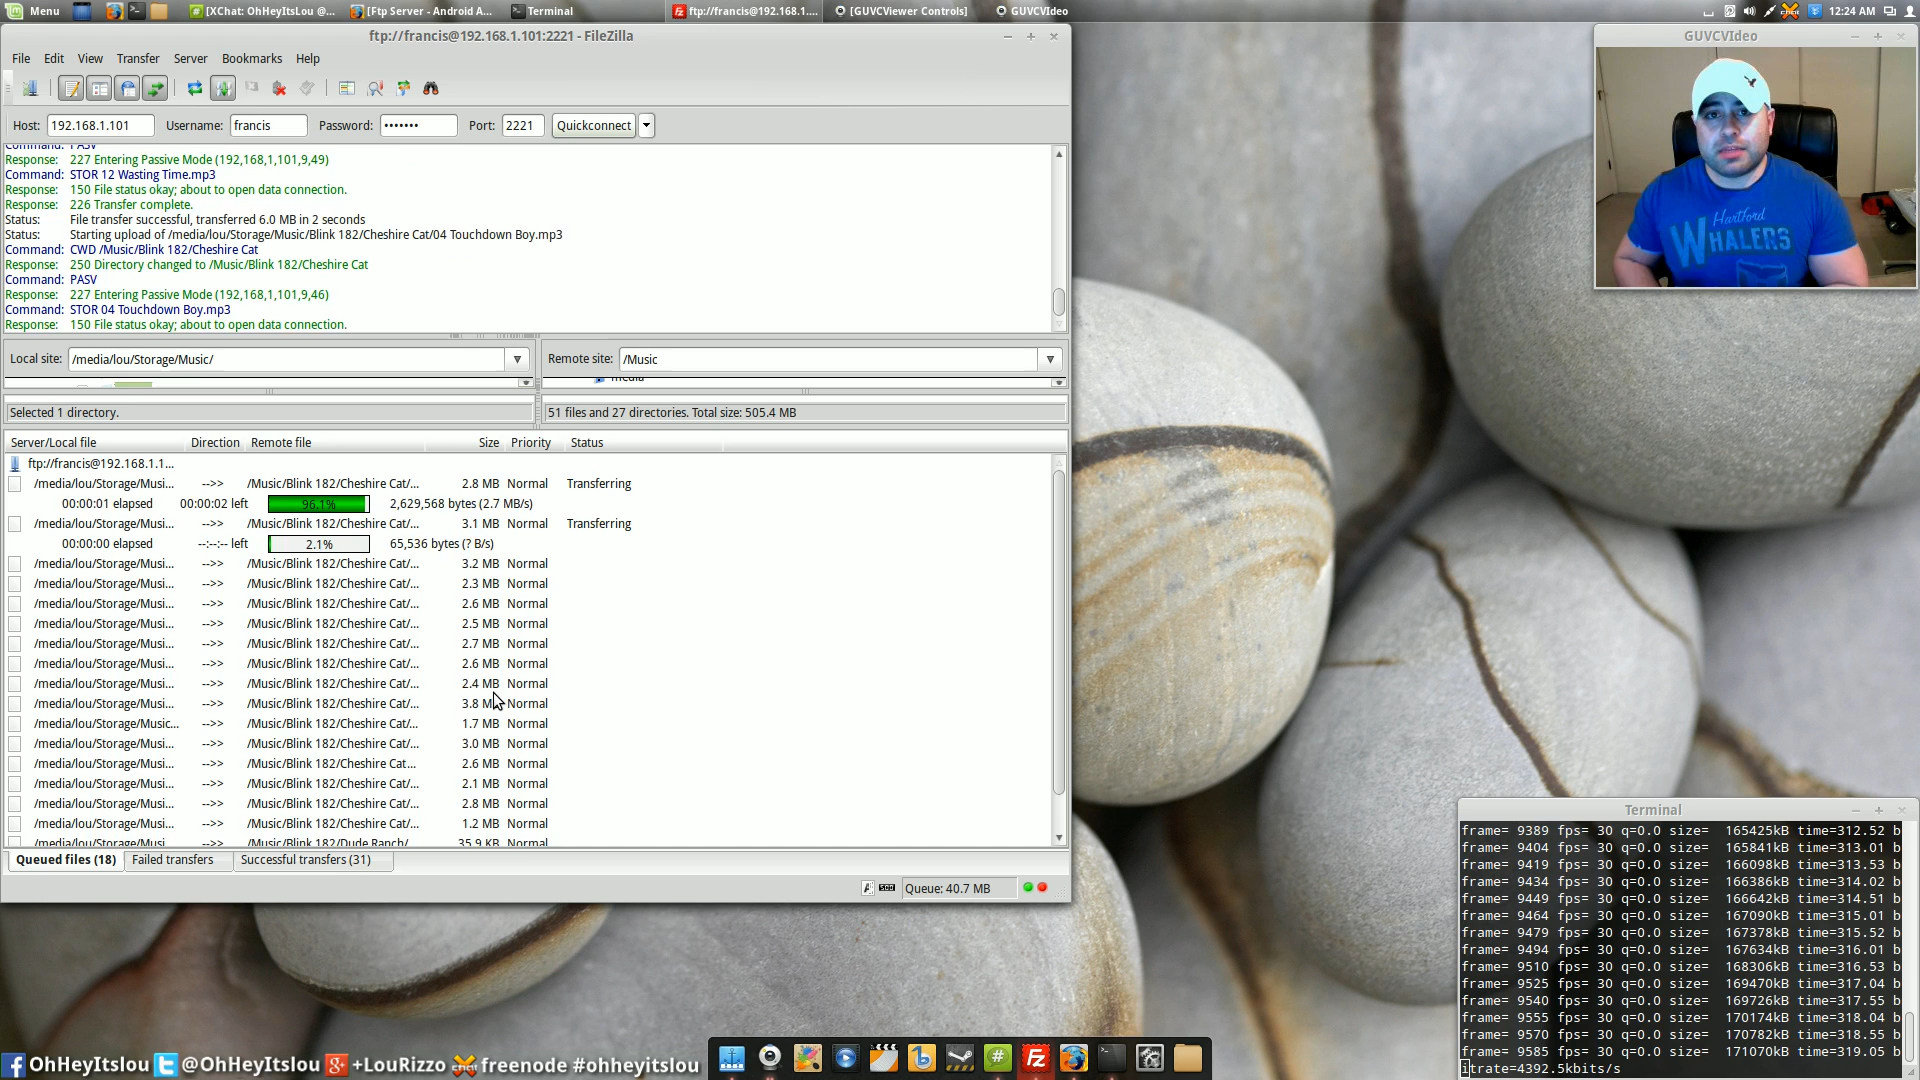 Menu
[XChat: OhHeyItsLou @...
[Ftp Server - Android A...
Terminal
ftp://francis@192.168.1....
[GUVCViewer Controls]
GUVCVIdeo
12:24 AM
ftp://francis@192.168.1.101:2221 - FileZilla
File Edit View Transfer Server Bookmarks Help
Host: 192.168.1.101 Username: francis Password: ••••••• Port: 2221 Quickconnect
Command: PASV
Response: 227 Entering Passive Mode (192,168,1,101,9,49)
Command: STOR 12 Wasting Time.mp3
Response: 150 File status okay; about to open data connection.
Response: 226 Transfer complete.
Status: File transfer successful, transferred 6.0 MB in 2 seconds
Status: Starting upload of /media/lou/Storage/Music/Blink 182/Cheshire Cat/04 Touchdown Boy.mp3
Command: CWD /Music/Blink 182/Cheshire Cat
Response: 250 Directory changed to /Music/Blink 182/Cheshire Cat
Command: PASV
Response: 227 Entering Passive Mode (192,168,1,101,9,46)
Command: STOR 04 Touchdown Boy.mp3
Response: 150 File status okay; about to open data connection.
Local site: /media/lou/Storage/Music/
Remote site: /Music
media
Selected 1 directory.
51 files and 27 directories. Total size: 505.4 MB
Server/Local file Direction Remote file Size Priority Status
ftp://francis@192.168.1.1...
/media/lou/Storage/Musi... -->> /Music/Blink 182/Cheshire Cat/... 2.8 MB Normal Transferring
00:00:01 elapsed 00:00:02 left 96.1% 2,629,568 bytes (2.7 MB/s)
/media/lou/Storage/Musi... -->> /Music/Blink 182/Cheshire Cat/... 3.1 MB Normal Transferring
00:00:00 elapsed --:--:-- left 2.1% 65,536 bytes (? B/s)
/media/lou/Storage/Musi... -->> /Music/Blink 182/Cheshire Cat/... 3.2 MB Normal
/media/lou/Storage/Musi... -->> /Music/Blink 182/Cheshire Cat/... 2.3 MB Normal
/media/lou/Storage/Musi... -->> /Music/Blink 182/Cheshire Cat/... 2.6 MB Normal
/media/lou/Storage/Musi... -->> /Music/Blink 182/Cheshire Cat/... 2.5 MB Normal
/media/lou/Storage/Musi... -->> /Music/Blink 182/Cheshire Cat/... 2.7 MB Normal
/media/lou/Storage/Musi... -->> /Music/Blink 182/Cheshire Cat/... 2.6 MB Normal
/media/lou/Storage/Musi... -->> /Music/Blink 182/Cheshire Cat/... 2.4 MB Normal
/media/lou/Storage/Musi... -->> /Music/Blink 182/Cheshire Cat/... 3.8 MB Normal
/media/lou/Storage/Music... -->> /Music/Blink 182/Cheshire Cat/... 1.7 MB Normal
/media/lou/Storage/Musi... -->> /Music/Blink 182/Cheshire Cat/... 3.0 MB Normal
/media/lou/Storage/Musi... -->> /Music/Blink 182/Cheshire Cat... 2.6 MB Normal
/media/lou/Storage/Musi... -->> /Music/Blink 182/Cheshire Cat/... 2.1 MB Normal
/media/lou/Storage/Musi... -->> /Music/Blink 182/Cheshire Cat/... 2.8 MB Normal
/media/lou/Storage/Musi... -->> /Music/Blink 182/Cheshire Cat/... 1.2 MB Normal
/media/lou/Storage/Musi... -->> /Music/Blink 182/Dude Ranch/... 35.9 KB Normal
Queued files (18) Failed transfers Successful transfers (31)
Queue: 40.7 MB
GUVCVIdeo
Hartford
WHALERS
Terminal
frame= 9389 fps= 30 q=0.0 size= 165425kB time=312.52 b
frame= 9404 fps= 30 q=0.0 size= 165841kB time=313.01 b
frame= 9419 fps= 30 q=0.0 size= 166098kB time=313.53 b
frame= 9434 fps= 30 q=0.0 size= 166386kB time=314.02 b
frame= 9449 fps= 30 q=0.0 size= 166642kB time=314.51 b
frame= 9464 fps= 30 q=0.0 size= 167090kB time=315.01 b
frame= 9479 fps= 30 q=0.0 size= 167378kB time=315.52 b
frame= 9494 fps= 30 q=0.0 size= 167634kB time=316.01 b
frame= 9510 fps= 30 q=0.0 size= 168306kB time=316.53 b
frame= 9525 fps= 30 q=0.0 size= 169470kB time=317.04 b
frame= 9540 fps= 30 q=0.0 size= 169726kB time=317.55 b
frame= 9555 fps= 30 q=0.0 size= 170174kB time=318.04 b
frame= 9570 fps= 30 q=0.0 size= 170782kB time=318.55 b
frame= 9585 fps= 30 q=0.0 size= 171070kB time=319.05 b
itrate=4392.5kbits/s
OhHeyItslou @OhHeyItslou +LouRizzo freenode #ohheyitslou